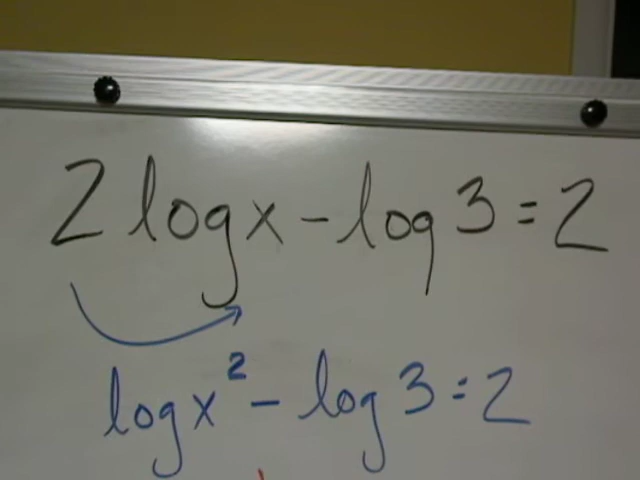 2 log x - log 3 = 2
log x² - log 3 = 2